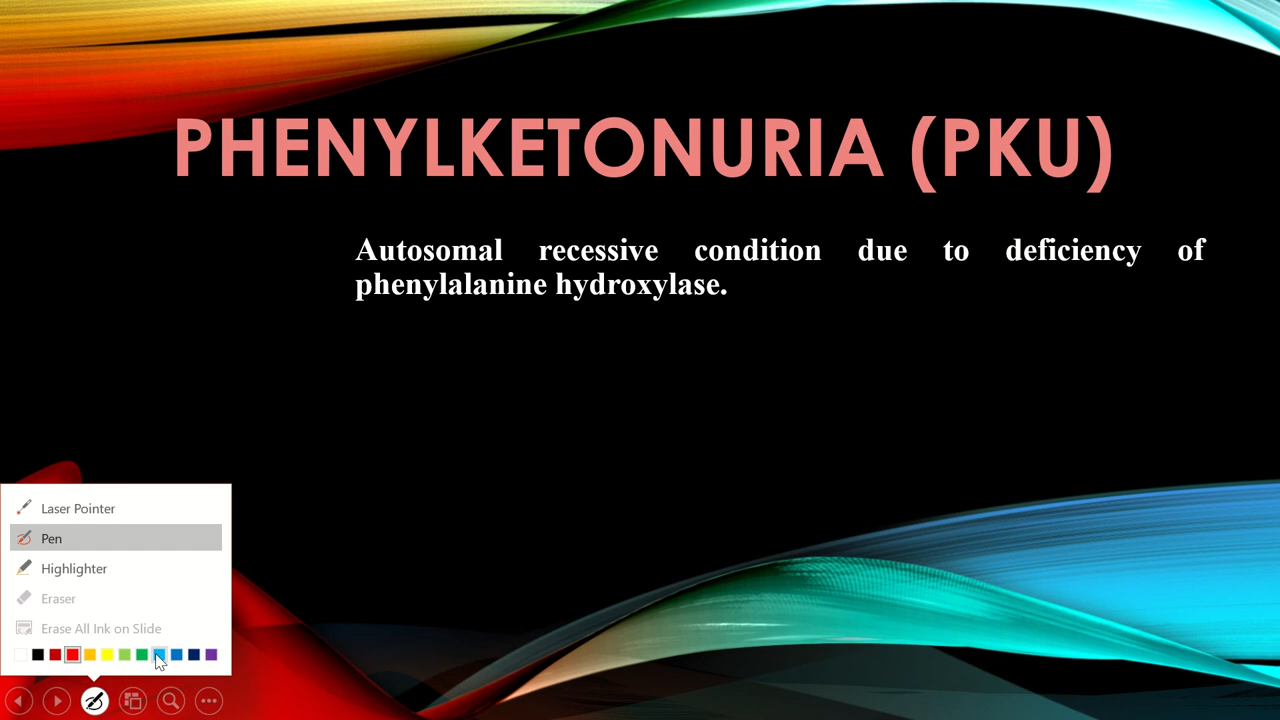 PHENYLKETONURIA (PKU)
Autosomal recessive condition due to deficiency of
phenylalanine hydroxylase.
Laser Pointer
Pen
Highlighter
Eraser
Erase All Ink on Slide